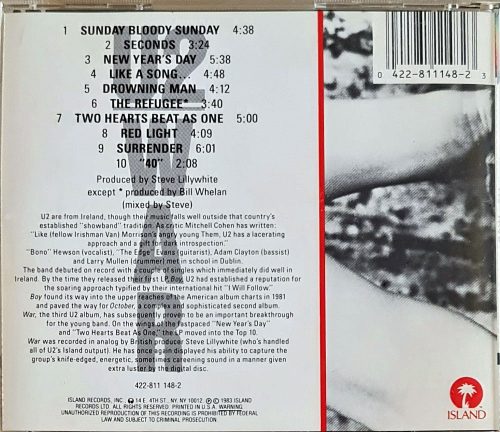 1 SUNDAY BLOODY SUNDAY 4:38
2 SECONDS 3:24
3 NEW YEAR'S DAY 5:38
4 LIKE A SONG... 4:48
5 DROWNING MAN 4:12
6 THE REFUGEE* 3:40
7 TWO HEARTS BEAT AS ONE 5:00
8 RED LIGHT 4:09
9 SURRENDER 6:01
10 "40" 2:08
Produced by Steve Lillywhite
except * produced by Bill Whelan
(mixed by Steve)
U2 are from Ireland, though their music falls well outside that country's
established "showband" tradition. As critic Mitchell Cohen has written:
"Like (fellow Irishman Van) Morrison's very young Them, U2 has a lacerating
approach and a gift for introspection."
"Bono" Hewson (vocalist), "The Edge" (guitarist), Adam Clayton (bassist)
and Larry Mullen (drummer) met in school in Dublin.
The band debuted on record with a couple of singles which immediately did well in
Ireland. By the time they released their first LP, Boy, U2 had established a reputation for
the soaring approach typified by their international hit "I Will Follow."
Boy found its way into the upper reaches of the American album charts in 1981
and paved the way for October, a complex and sophisticated second album.
War, the third U2 album, has subsequently proven to be an important breakthrough
for the young band. On the wings of the fastpaced "New Year's Day"
and "Two Hearts Beat As One," the LP moved into the Top 10.
War was recorded in analog by British producer Steve Lillywhite (who's handled
all of U2's Island output). He has once again displayed his ability to capture the
group's knife-edged, energetic, sometimes careening sound in a manner given
extra luster by the digital disc.
422-811 148-2
ISLAND RECORDS, INC., 14 E. 4TH ST., NY, NY 10012. ℗ © 1983 ISLAND
RECORDS LTD. ALL RIGHTS RESERVED. PRINTED IN U.S.A. WARNING:
UNAUTHORIZED REPRODUCTION OF THIS RECORDING IS PROHIBITED BY FEDERAL
LAW AND SUBJECT TO CRIMINAL PROSECUTION.
U2
WAR
0 422-811148-2 3
ISLAND